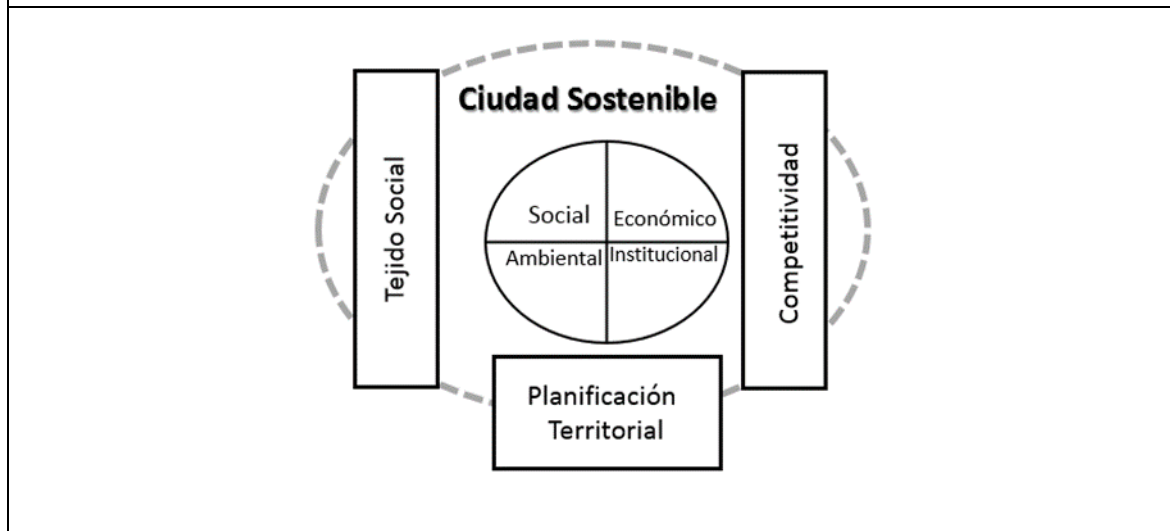 Ciudad Sostenible
Tejido Social
Social
Económico
Ambiental
Institucional
Competitividad
Planificación
Territorial